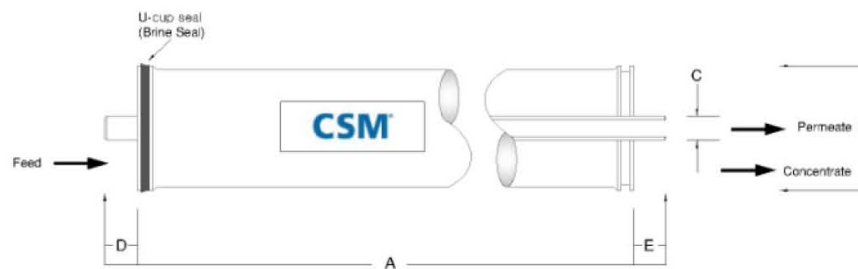 U-cup seal
(Brine Seal)
CSM
C
Permeate
Feed
Concentrate
D
E
A